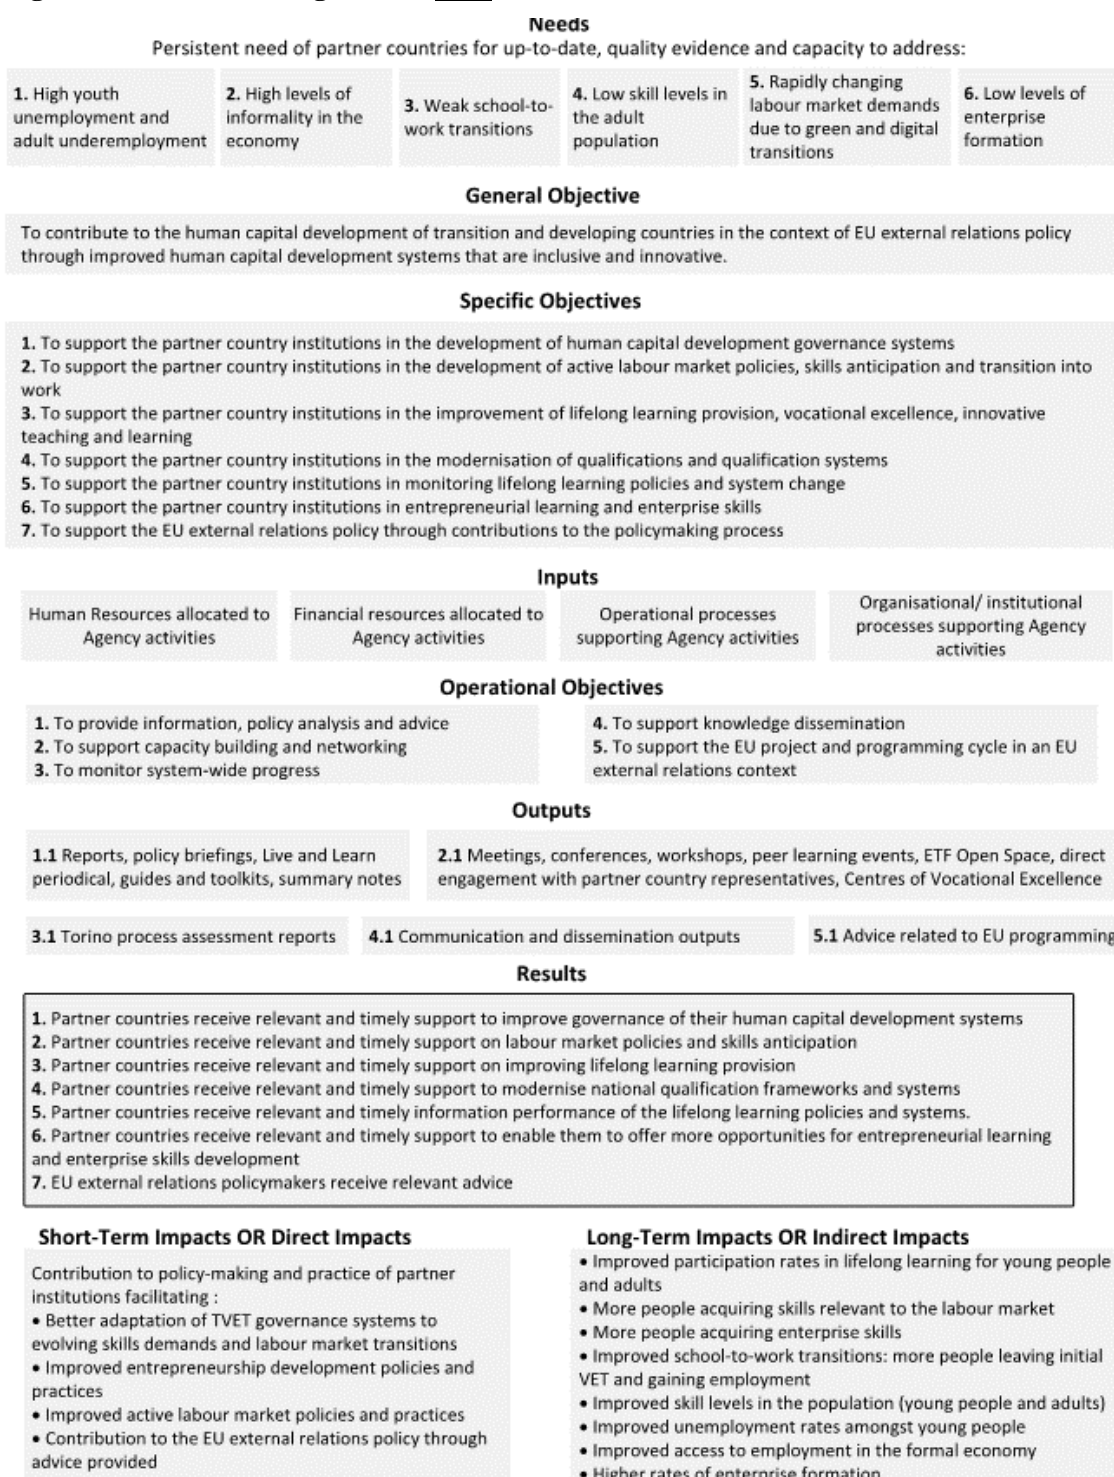 Needs
Persistent need of partner countries for up-to-date, quality evidence and capacity to address:
1. High youth
unemployment and
adult underemployment
2. High levels of
informality in the
economy
3. Weak school-to-
work transitions
4. Low skill levels in
the adult
population
5. Rapidly changing
labour market demands
due to green and digital
transitions
6. Low levels of
enterprise
formation
General Objective
To contribute to the human capital development of transition and developing countries in the context of EU external relations policy
through improved human capital development systems that are inclusive and innovative.
Specific Objectives
1. To support the partner country institutions in the development of human capital development governance systems
2. To support the partner country institutions in the development of active labour market policies, skills anticipation and transition into
work
3. To support the partner country institutions in the improvement of lifelong learning provision, vocational excellence, innovative
teaching and learning
4. To support the partner country institutions in the modernisation of qualifications and qualification systems
5. To support the partner country institutions in monitoring lifelong learning policies and system change
6. To support the partner country institutions in entrepreneurial learning and enterprise skills
7. To support the EU external relations policy through contributions to the policymaking process
Inputs
Human Resources allocated to
Agency activities
Financial resources allocated to
Agency activities
Operational processes
supporting Agency activities
Organisational/ institutional
processes supporting Agency
activities
Operational Objectives
1. To provide information, policy analysis and advice
2. To support capacity building and networking
3. To monitor system-wide progress
4. To support knowledge dissemination
5. To support the EU project and programming cycle in an EU
external relations context
Outputs
1.1 Reports, policy briefings, Live and Learn
periodical, guides and toolkits, summary notes
2.1 Meetings, conferences, workshops, peer learning events, ETF Open Space, direct
engagement with partner country representatives, Centres of Vocational Excellence
3.1 Torino process assessment reports
4.1 Communication and dissemination outputs
5.1 Advice related to EU programming
Results
1. Partner countries receive relevant and timely support to improve governance of their human capital development systems
2. Partner countries receive relevant and timely support on labour market policies and skills anticipation
3. Partner countries receive relevant and timely support on improving lifelong learning provision
4. Partner countries receive relevant and timely support to modernise national qualification frameworks and systems
5. Partner countries receive relevant and timely information performance of the lifelong learning policies and systems.
6. Partner countries receive relevant and timely support to enable them to offer more opportunities for entrepreneurial learning
and enterprise skills development
7. EU external relations policymakers receive relevant advice
Short-Term Impacts OR Direct Impacts
Contribution to policy-making and practice of partner
institutions facilitating :
• Better adaptation of TVET governance systems to
evolving skills demands and labour market transitions
• Improved entrepreneurship development policies and
practices
• Improved active labour market policies and practices
• Contribution to the EU external relations policy through
advice provided
Long-Term Impacts OR Indirect Impacts
• Improved participation rates in lifelong learning for young people
and adults
• More people acquiring skills relevant to the labour market
• More people acquiring enterprise skills
• Improved school-to-work transitions: more people leaving initial
VET and gaining employment
• Improved skill levels in the population (young people and adults)
• Improved unemployment rates amongst young people
• Improved access to employment in the formal economy
• Higher rates of enterprise formation